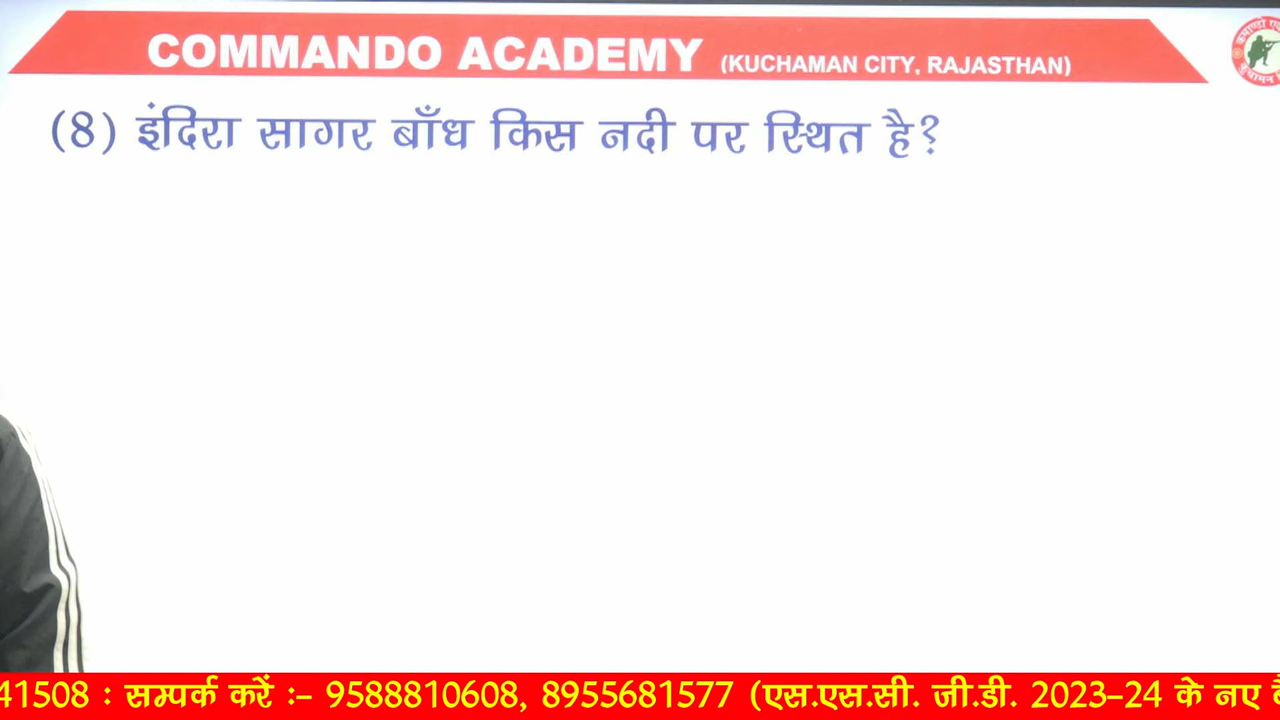 COMMANDO ACADEMY (KUCHAMAN CITY, RAJASTHAN)
(8) इंदिरा सागर बाँध किस नदी पर स्थित है?
41508 : सम्पर्क करें :- 9588810608, 8955681577 (एस.एस.सी. जी.डी. 2023-24 के नए